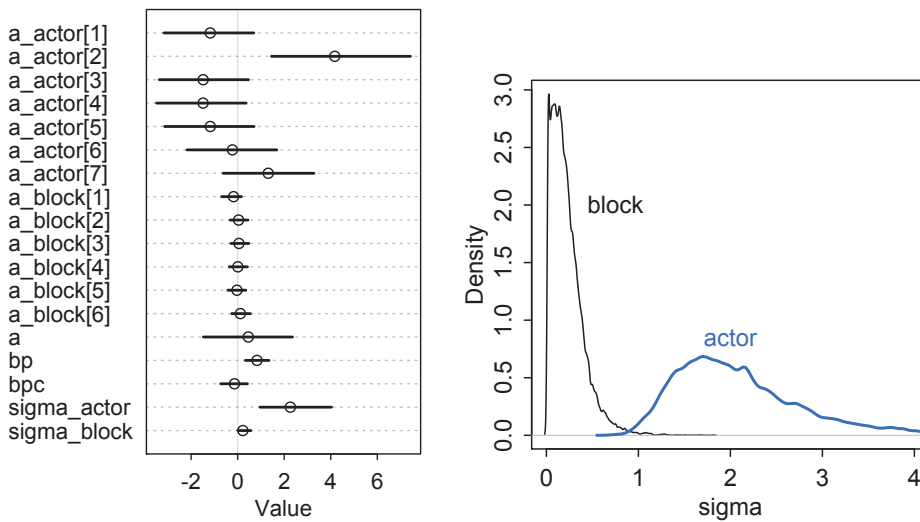 a_actor[1]
a_actor[2]
a_actor[3]
a_actor[4]
a_actor[5]
a_actor[6]
a_actor[7]
a_block[1]
a_block[2]
a_block[3]
a_block[4]
a_block[5]
a_block[6]
a
bp
bpc
sigma_actor
sigma_block
-2 0 2 4 6
Value
Density
0.0 0.5 1.0 1.5 2.0 2.5 3.0
block
actor
0 1 2 3 4
sigma